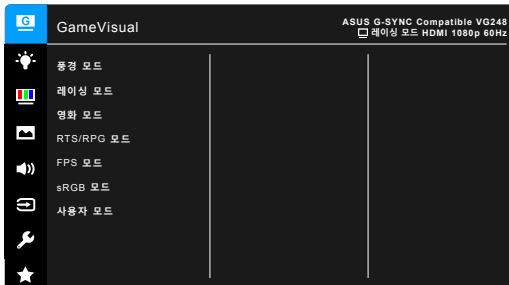 G
GameVisual
ASUS G-SYNC Compatible VG248
레이싱 모드 HDMI 1080p 60Hz
풍경 모드
레이싱 모드
영화 모드
RTS/RPG 모드
FPS 모드
sRGB 모드
사용자 모드